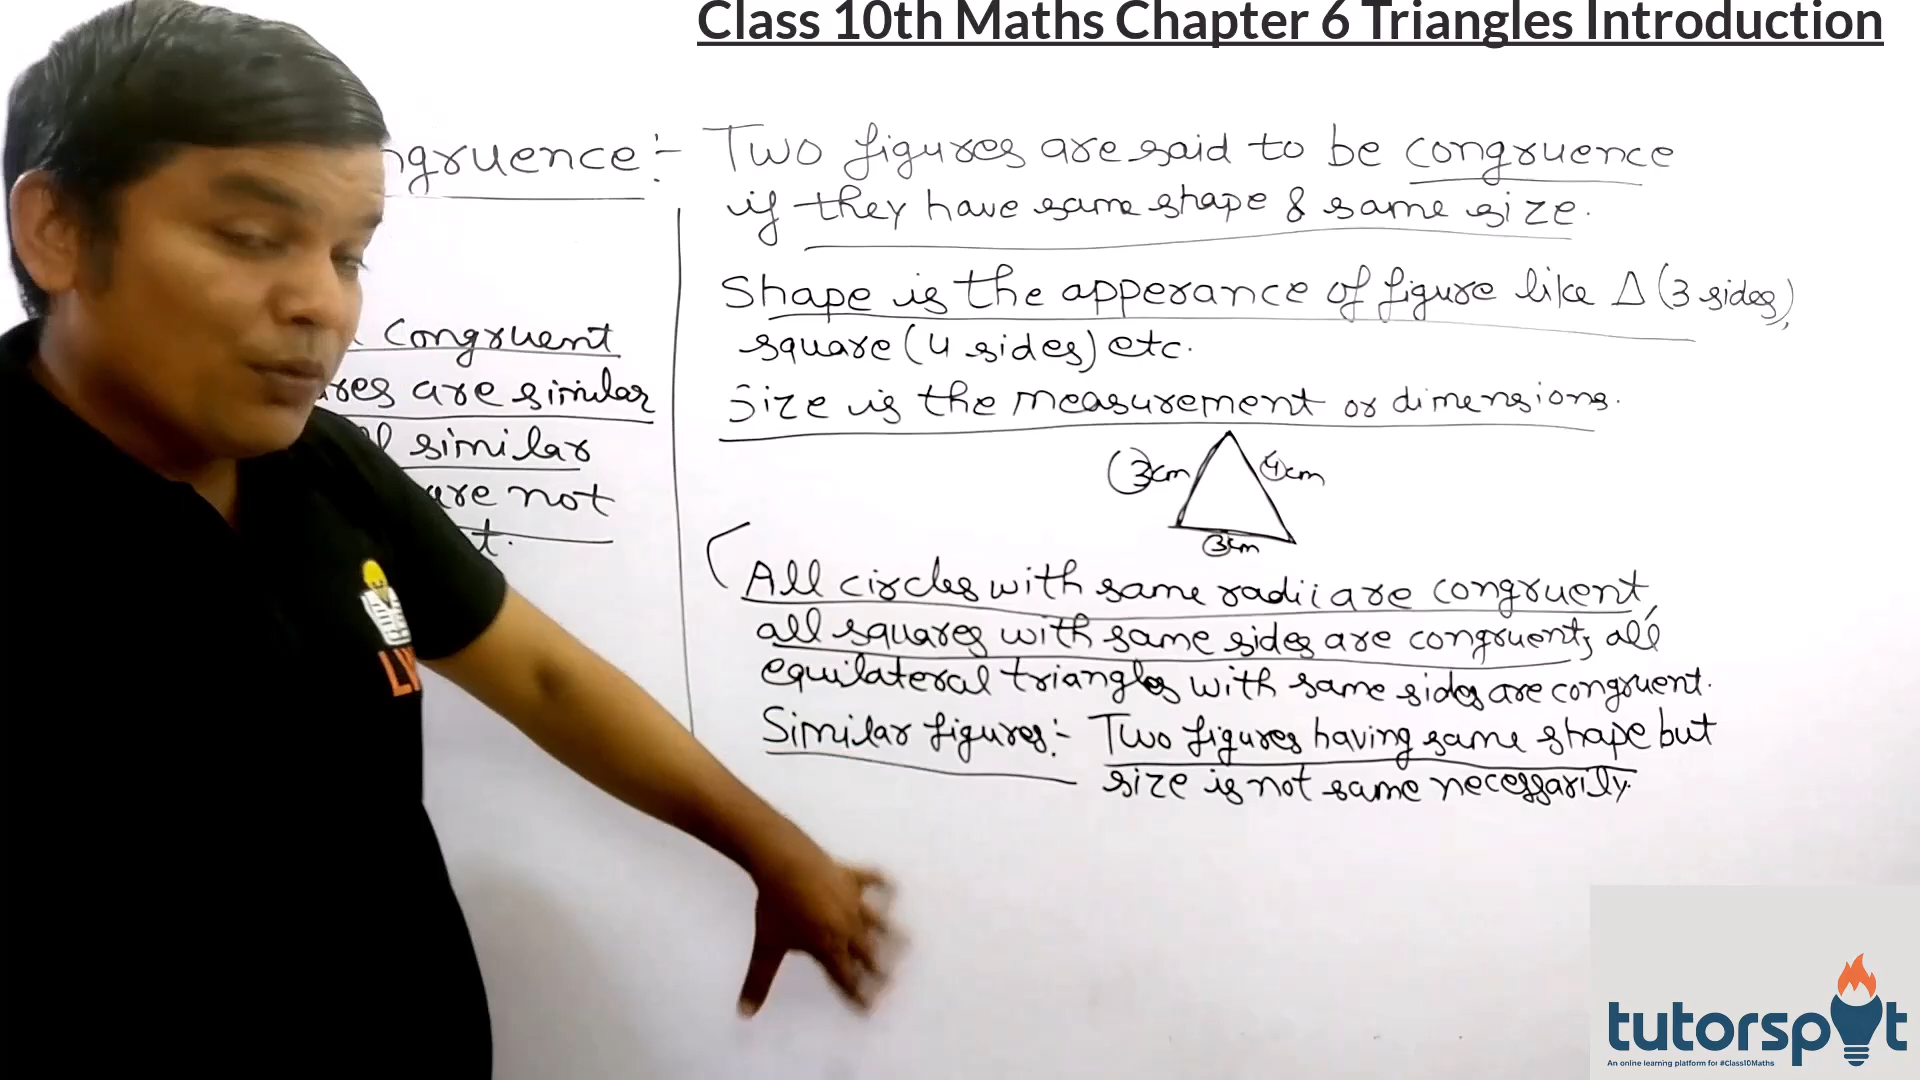 Class 10th Maths Chapter 6 Triangles Introduction
ngruence :- Two figures are said to be congruence
if they have same shape & same size.
Shape is the apperance of figure like Δ (3 sides),
square (4 sides) etc.
Size is the measurement or dimensions.
3cm 4cm
3cm
All circles with same radii are congruent,
all squares with same sides are congruent, all
equilateral triangles with same sides are congruent.
Similar figures :- Two figures having same shape but
size is not same necessarily.
congruent
res are similar
similar
are not
t.
LY
tutorspot
An online learning platform for #Class10Maths